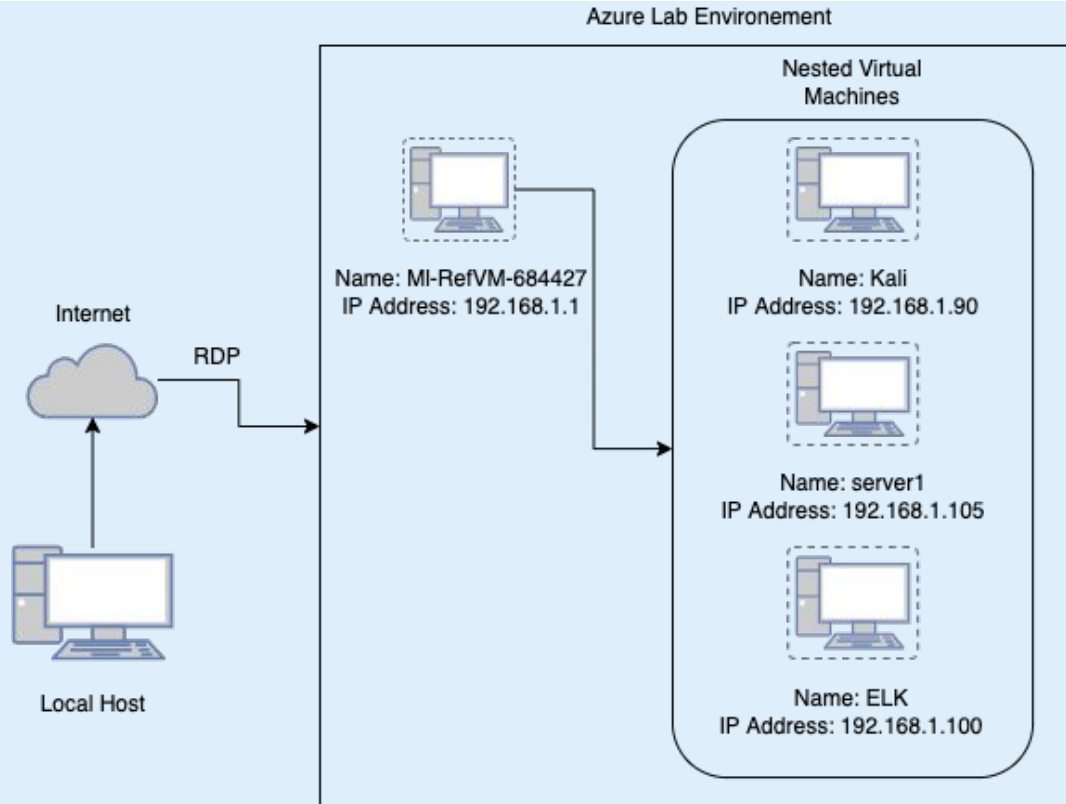 Azure Lab Environement
Nested Virtual
Machines
Name: MI-RefVM-684427
IP Address: 192.168.1.1
Name: Kali
IP Address: 192.168.1.90
Internet
RDP
Name: server1
IP Address: 192.168.1.105
Local Host
Name: ELK
IP Address: 192.168.1.100